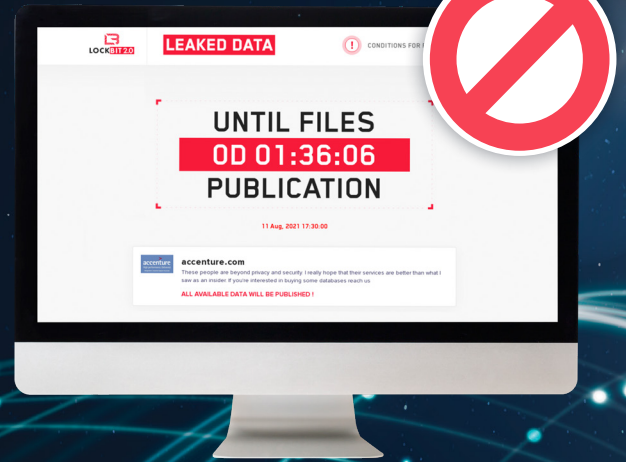 LOCKBIT 2.0
LEAKED DATA
CONDITIONS FOR
UNTIL FILES
0D 01:36:06
PUBLICATION
11 Aug, 2021 17:30:00
accenture
accenture.com
These people are beyond privacy and security. I really hope that their services are better than what I
saw as an insider. If you're interested in buying some databases reach us.
ALL AVAILABLE DATA WILL BE PUBLISHED !